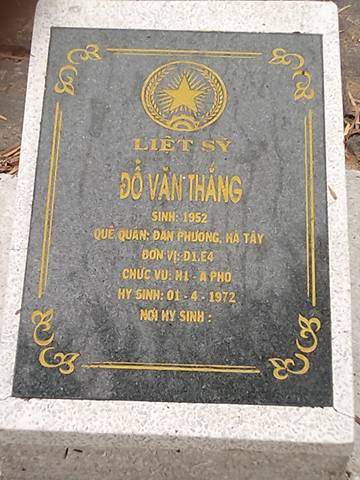 LIỆT SỸ
ĐỖ VĂN THẮNG
SINH: 1952
QUÊ QUÁN: ĐAN PHƯỢNG, HÀ TÂY
ĐƠN VỊ: D1.E4
CHỨC VỤ: H1 - A PHO
HY SINH: 01 - 4 - 1972
NƠI HY SINH :